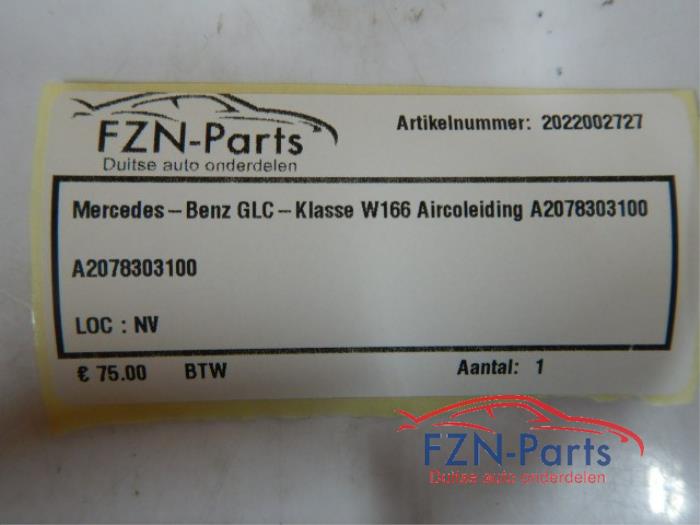 FZN-Parts
Duitse auto onderdelen
Artikelnummer: 2022002727
Mercedes-Benz GLC-Klasse W166 Aircoleiding A2078303100
A2078303100
LOC : NV
€ 75.00 BTW Aantal: 1
FZN-Parts
Duitse auto onderdelen